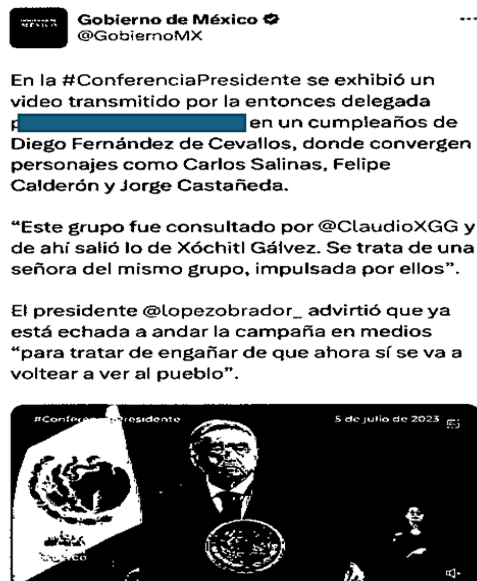 GOBIERNO DE
MÉXICO
Gobierno de México
@GobiernoMX
En la #ConferenciaPresidente se exhibió un
video transmitido por la entonces delegada
en un cumpleaños de
Diego Fernández de Cevallos, donde convergen
personajes como Carlos Salinas, Felipe
Calderón y Jorge Castañeda.
“Este grupo fue consultado por @ClaudioXGG y
de ahí salió lo de Xóchitl Gálvez. Se trata de una
señora del mismo grupo, impulsada por ellos”.
El presidente @lopezobrador_ advirtió que ya
está echada a andar la campaña en medios
“para tratar de engañar de que ahora sí se va a
voltear a ver al pueblo”.
#ConferenciaPresidente
5 de julio de 2023